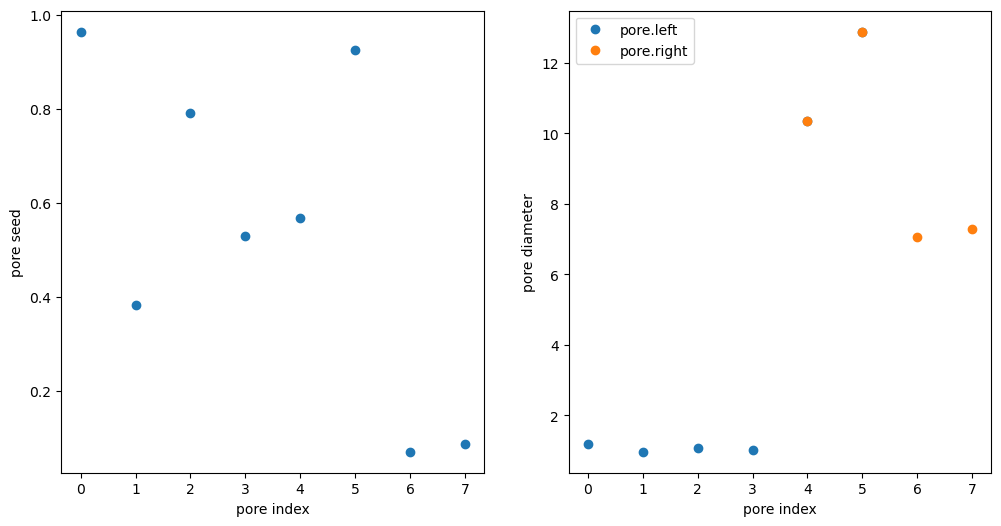 1.0
0.8
0.6
0.4
0.2
pore seed
0 1 2 3 4 5 6 7
pore index
pore.left
pore.right
12
10
8
6
4
2
pore diameter
0 1 2 3 4 5 6 7
pore index